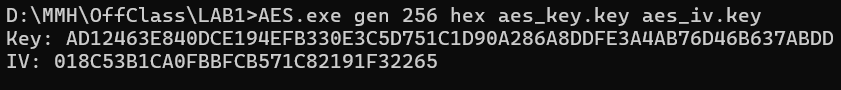 D:\MMH\OffClass\LAB1>AES.exe gen 256 hex aes_key.key aes_iv.key
Key: AD12463E840DCE194EFB330E3C5D751C1D90A286A8DDFE3A4AB76D46B637ABDD
IV: 018C53B1CA0FBBFCB571C82191F32265